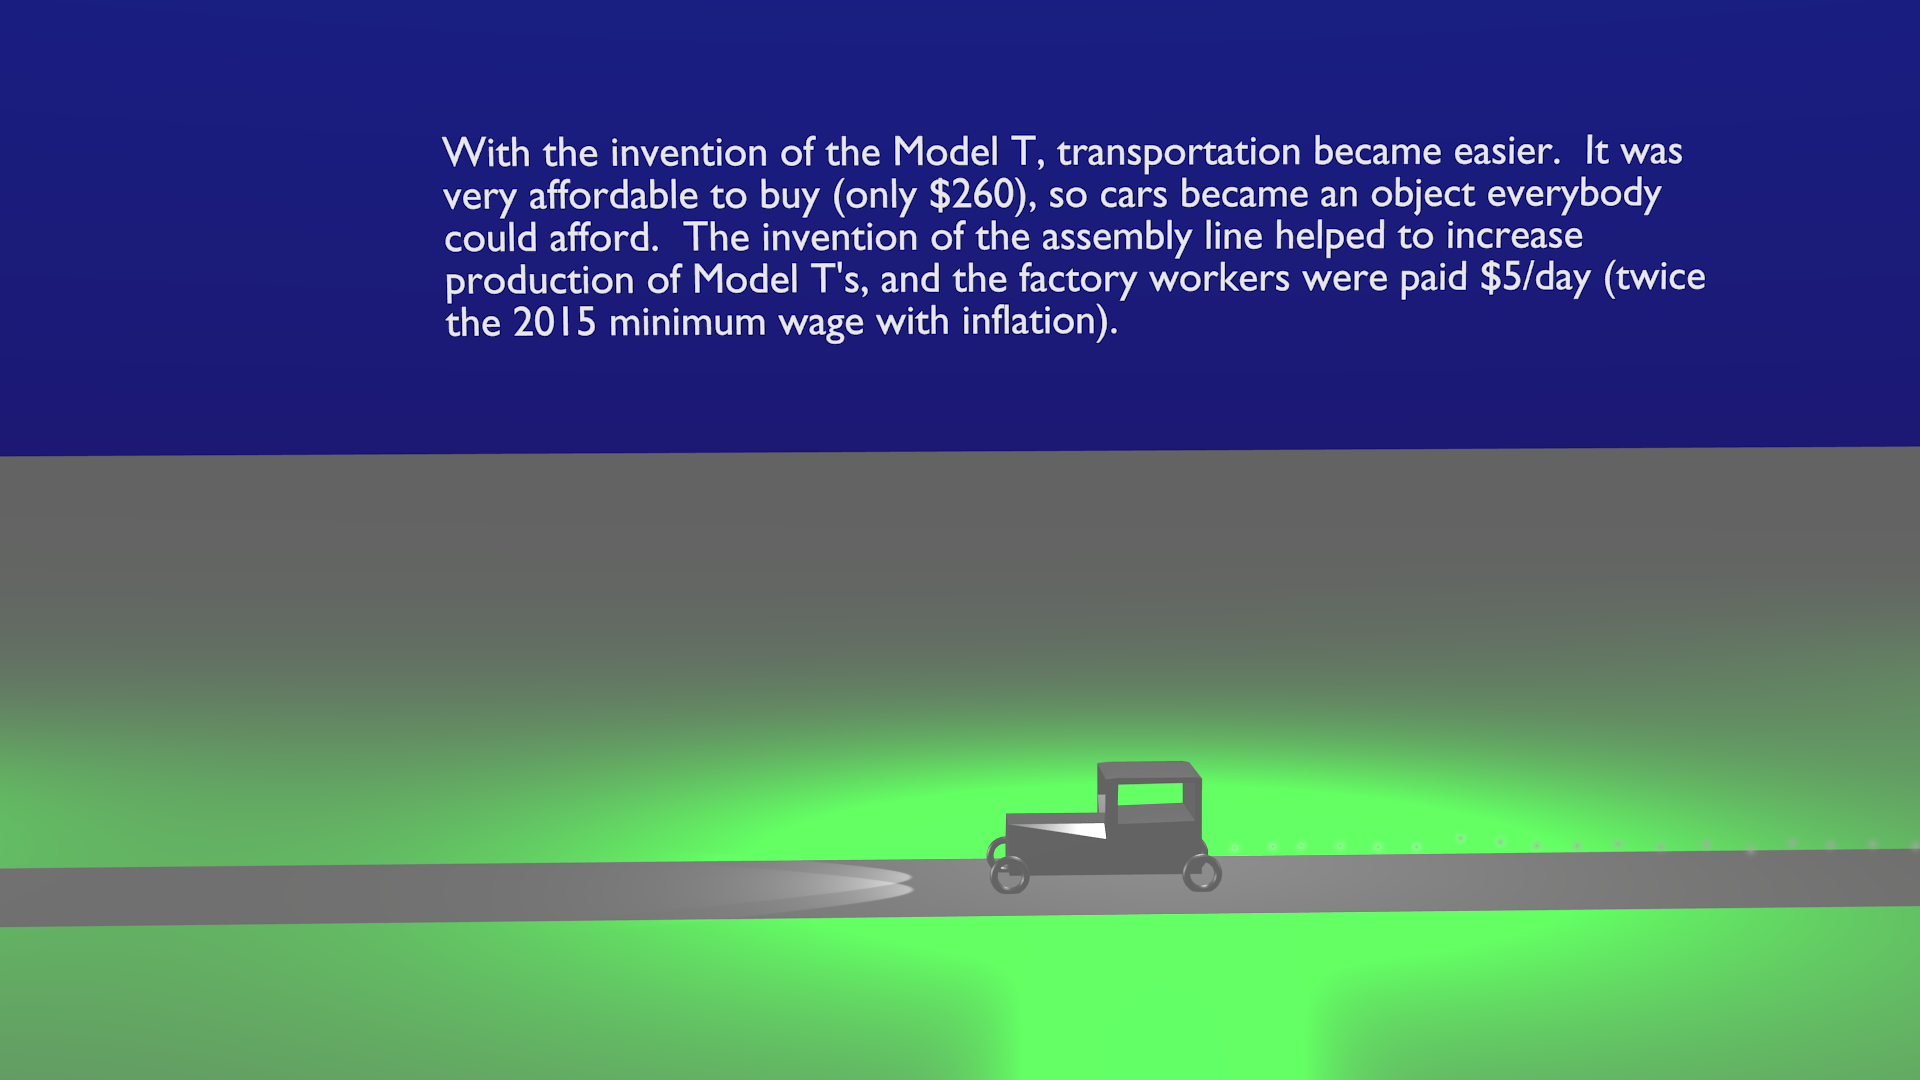 With the invention of the Model T, transportation became easier.  It was
very affordable to buy (only $260), so cars became an object everybody
could afford.  The invention of the assembly line helped to increase
production of Model T's, and the factory workers were paid $5/day (twice
the 2015 minimum wage with inflation).